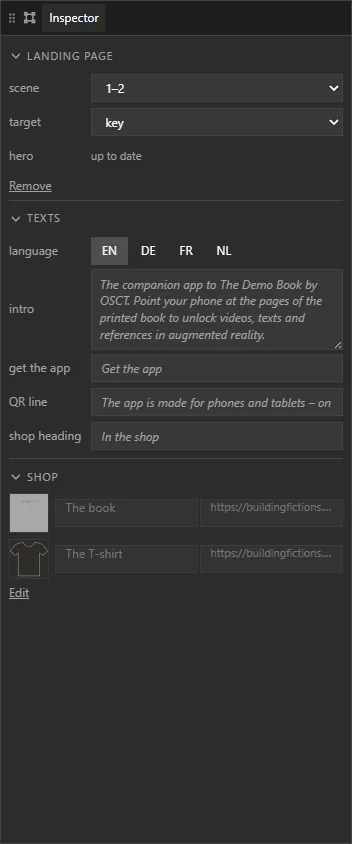 Inspector
LANDING PAGE
scene 1–2
target key
hero up to date
Remove
TEXTS
language EN DE FR NL
intro
The companion app to The Demo Book by
OSCT. Point your phone at the pages of the
printed book to unlock videos, texts and
references in augmented reality.
get the app Get the app
QR line The app is made for phones and tablets – on
shop heading In the shop
SHOP
The book https://buildingfictions....
The T-shirt https://buildingfictions....
Edit